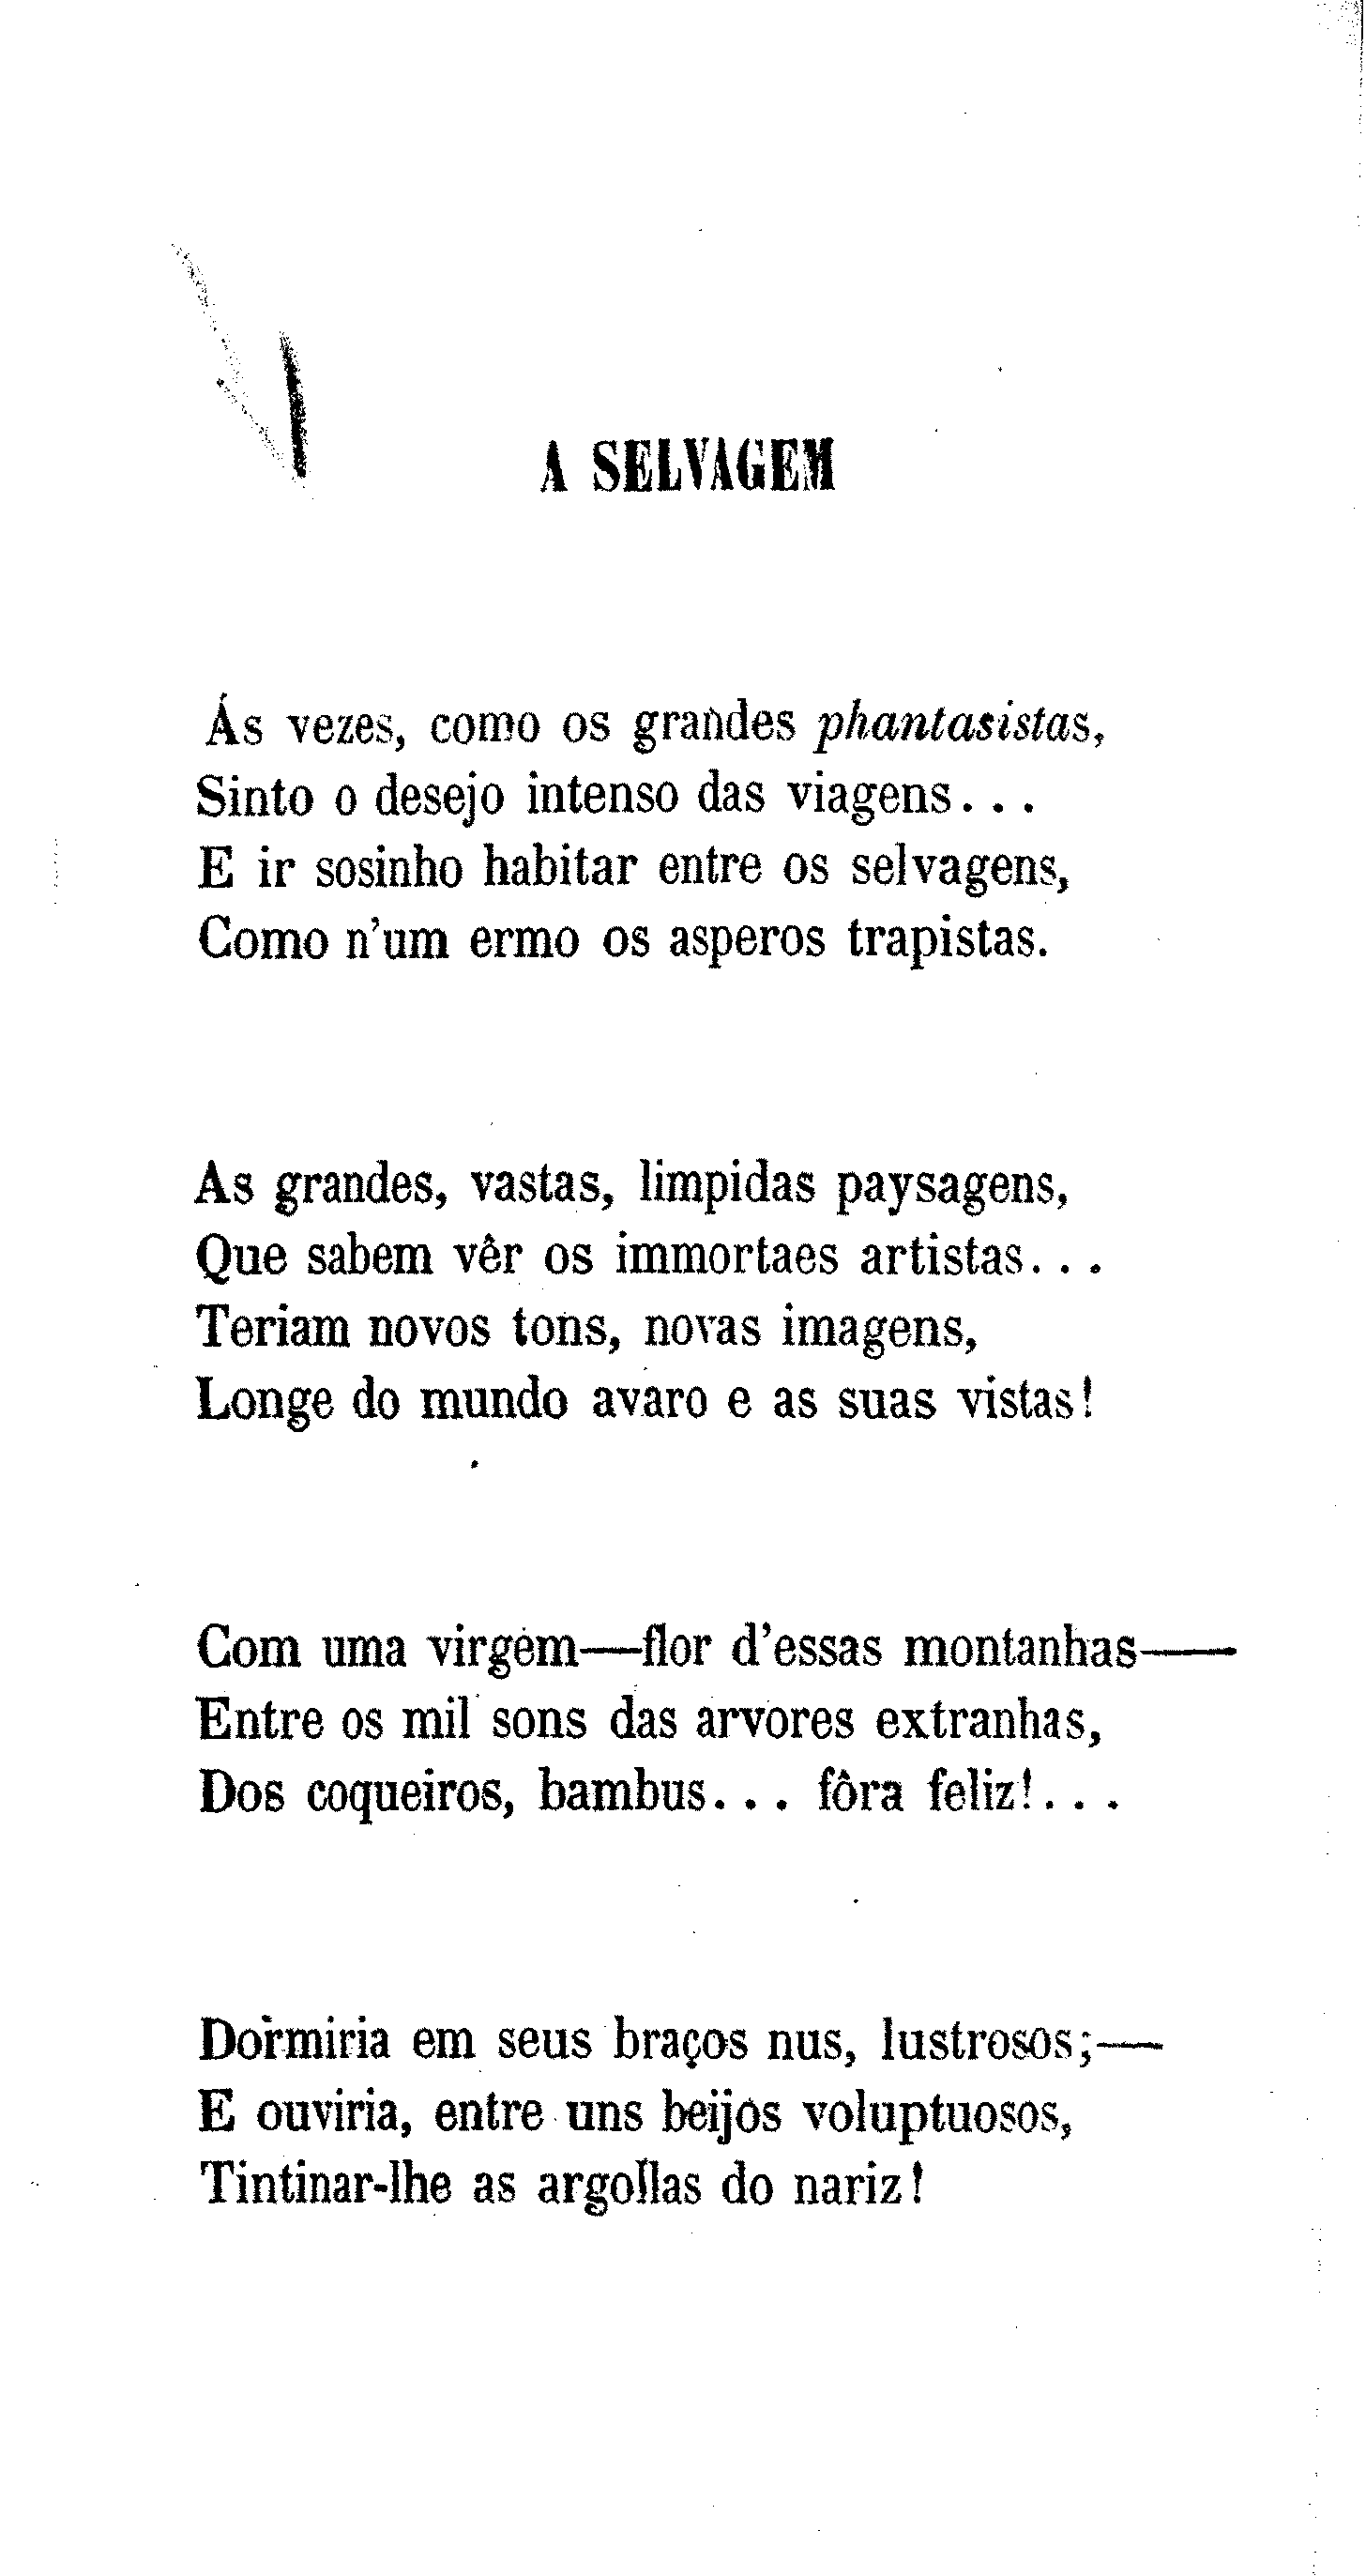 A SELVAGEM
Ás vezes, como os grandes phantasistas,
Sinto o desejo intenso das viagens...
E ir sosinho habitar entre os selvagens,
Como n'um ermo os asperos trapistas.
As grandes, vastas, limpidas paysagens,
Que sabem vêr os immortaes artistas...
Teriam novos tons, novas imagens,
Longe do mundo avaro e as suas vistas!
Com uma virgem—flor d'essas montanhas—
Entre os mil sons das arvores extranhas,
Dos coqueiros, bambus... fôra feliz!...
Dormiria em seus braços nus, lustrosos;—
E ouviria, entre uns beijos voluptuosos,
Tintinar-lhe as argollas do nariz!